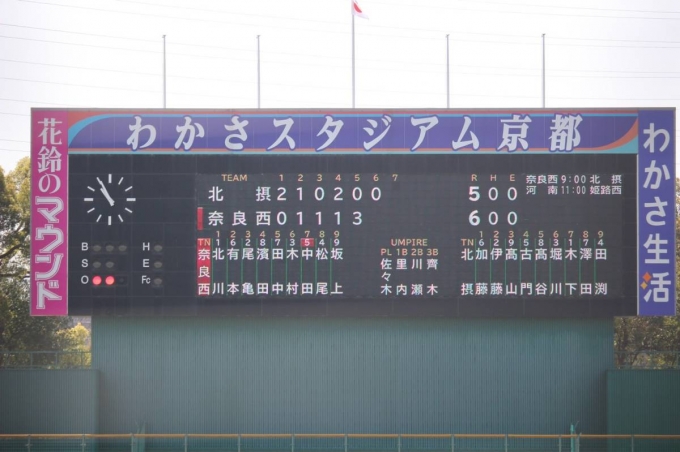 わかさスタジアム京都
花鈴のマウンド
わかさ生活
TEAM 1 2 3 4 5 6 7 R H E
北摂 2 1 0 2 0 0 5 0 0
奈良西 0 1 1 1 1 3 6 0 0
奈良西 9:00 北摂
河南 11:00 姫路西
B H
S E
O Fc
1 2 3 4 5 6 7 8 9
TN
奈良西
北川
有本
尾亀
濱田
田中
木村
中田
松尾
坂上
UMPIRE
PL 1B 2B 3B
佐々木
里内
川瀬
齊木
1 2 3 4 5 6 7 8 9
TN
北摂
加藤
伊藤
髙山
古門
髙谷
堀川
木下
澤田
田渕